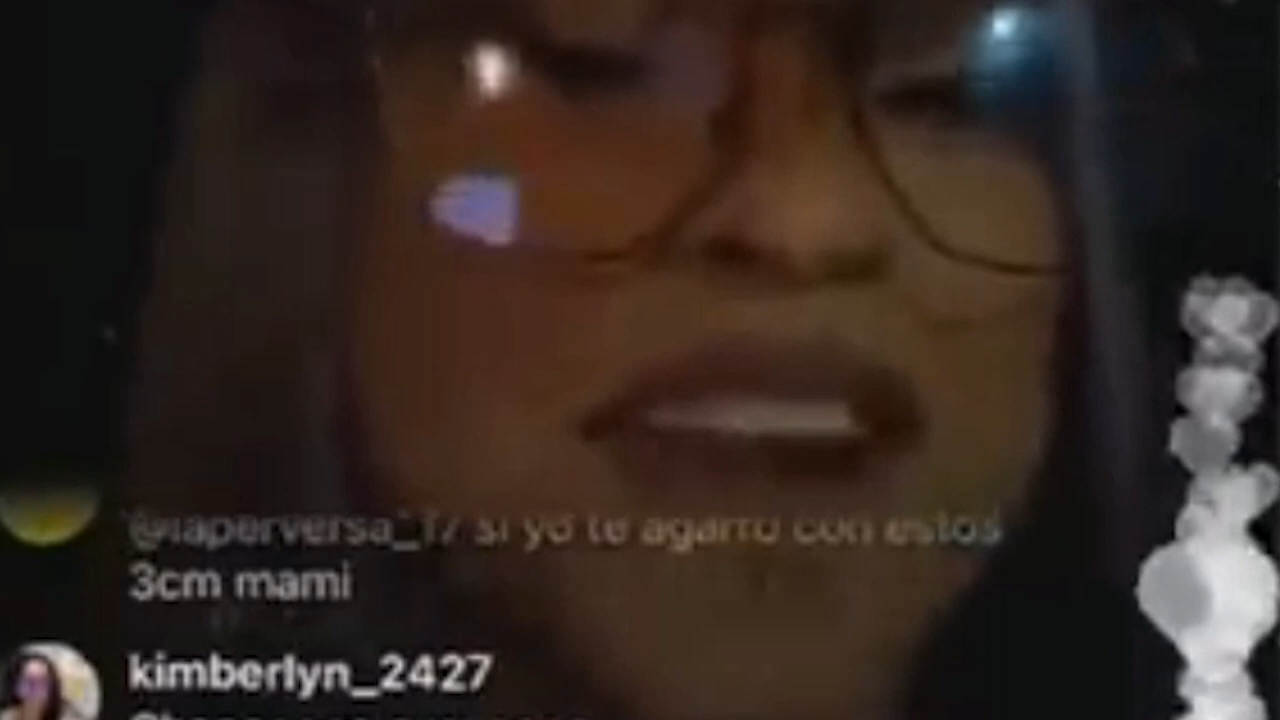 @laperversa_17 si yo te agarro con estos
3cm mami
kimberlyn_2427